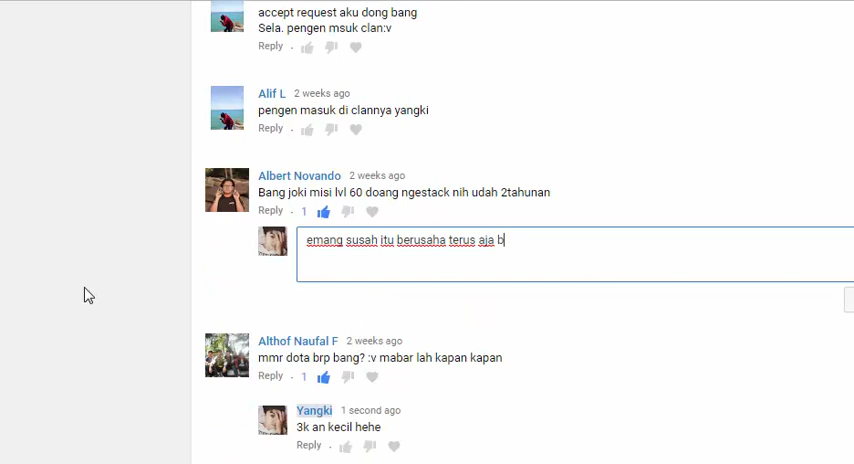 accept request aku dong bang
Sela. pengen msuk clan:v
Reply
Alif L 2 weeks ago
pengen masuk di clannya yangki
Reply
Albert Novando 2 weeks ago
Bang joki misi lvl 60 doang ngestack nih udah 2tahunan
Reply 1
emang susah itu berusaha terus aja b
Althof Naufal F 2 weeks ago
mmr dota brp bang? :v mabar lah kapan kapan
Reply 1
Yangki 1 second ago
3k an kecil hehe
Reply